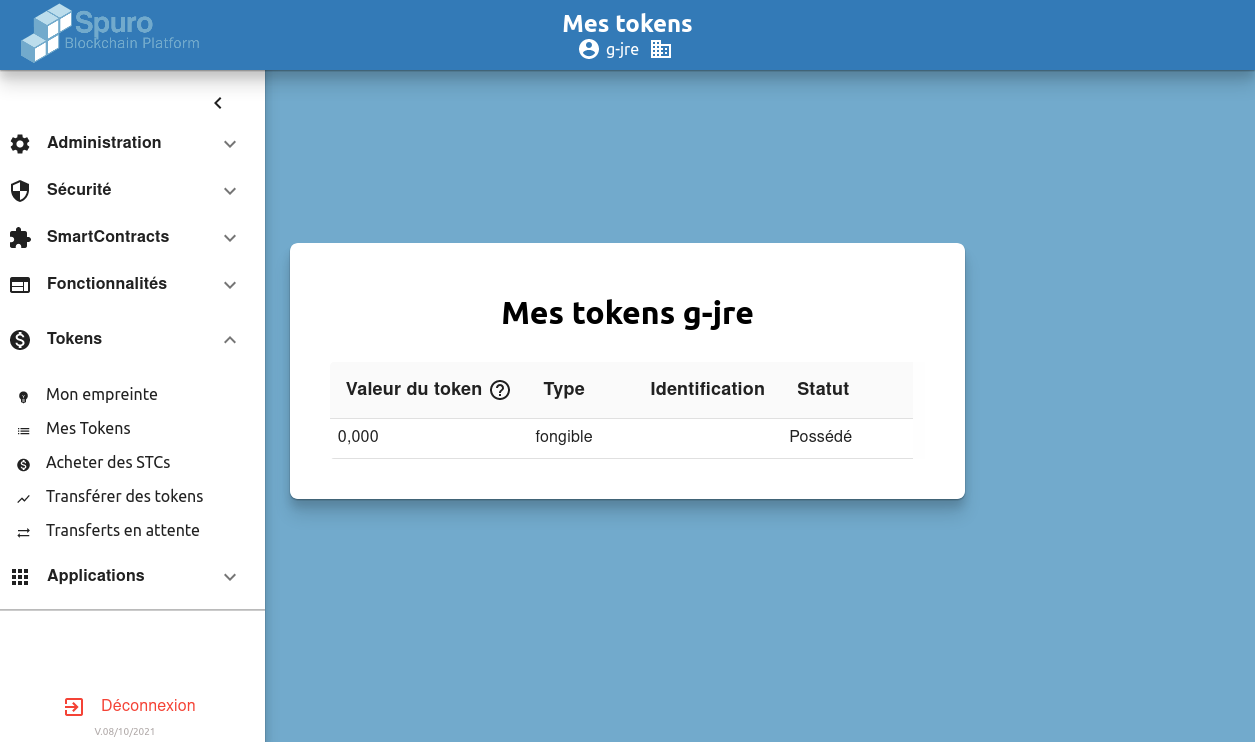 Spuro
Blockchain Platform
Mes tokens
g-jre
Administration
Sécurité
SmartContracts
Fonctionnalités
Tokens
Mon empreinte
Mes Tokens
Acheter des STCs
Transférer des tokens
Transferts en attente
Applications
Déconnexion
V.08/10/2021
Mes tokens g-jre
Valeur du token ? Type Identification Statut
0,000 fongible Possédé